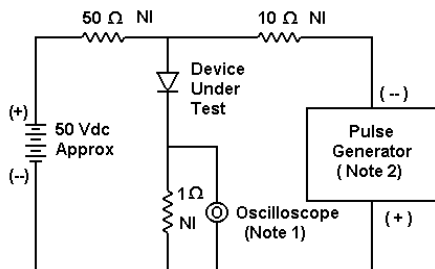 50 Ω NI
10 Ω NI
Device
Under
Test
( -- )
(+)
50 Vdc
Approx
(--)
Pulse
Generator
( Note 2)
1Ω
NI
Oscilloscope
(Note 1)
( + )